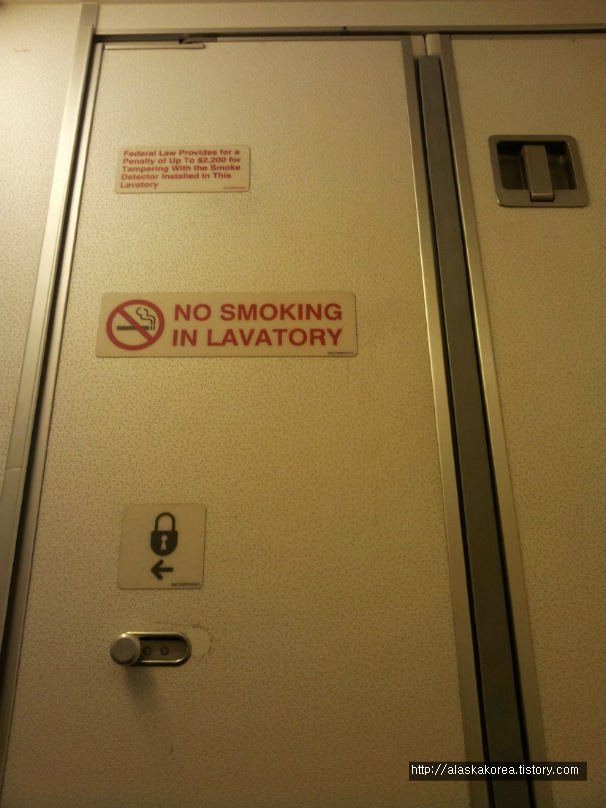 Federal Law Provides for a
Penalty of Up To $2,200 for
Tampering With the Smoke
Detector Installed in This
Lavatory
NO SMOKING
IN LAVATORY
http://alaskakorea.tistory.com